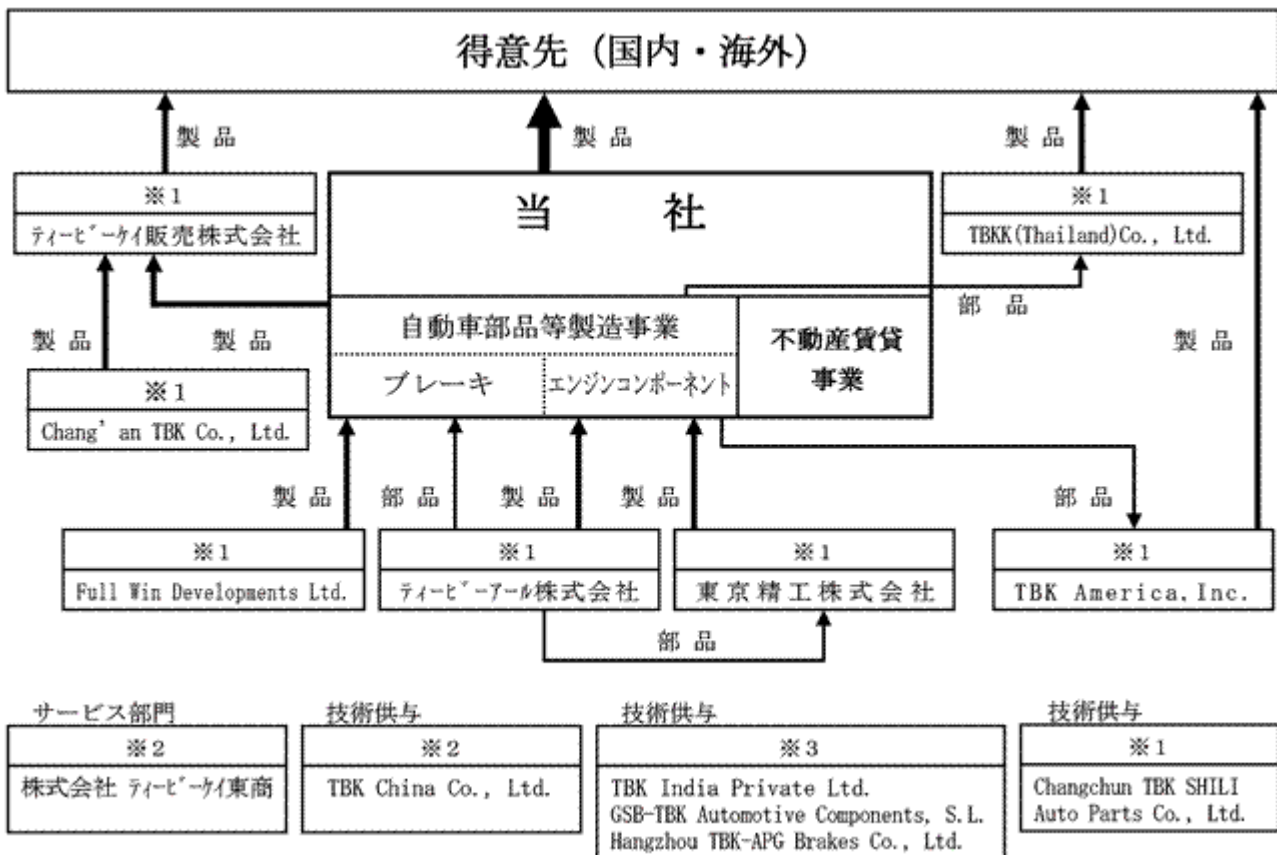 得意先（国内・海外）
製 品
製 品
製 品
※１
ティービーケイ販売株式会社
当　　社
※１
TBKK(Thailand)Co., Ltd.
部 品
製 品
製 品
製 品
自動車部品等製造事業
ブレーキ
エンジンコンポーネント
不動産賃貸
事業
※１
Chang' an TBK Co., Ltd.
製 品
部 品
製 品
製 品
部 品
※１
Full Win Developments Ltd.
※１
ティービーアール株式会社
※１
東京精工株式会社
※１
TBK America, Inc.
部 品
サービス部門
※２
株式会社 ティービーケイ東商
技術供与
※２
TBK China Co., Ltd.
技術供与
※３
TBK India Private Ltd.
GSB-TBK Automotive Components, S.L.
Hangzhou TBK-APG Brakes Co., Ltd.
技術供与
※１
Changchun TBK SHILI
Auto Parts Co., Ltd.